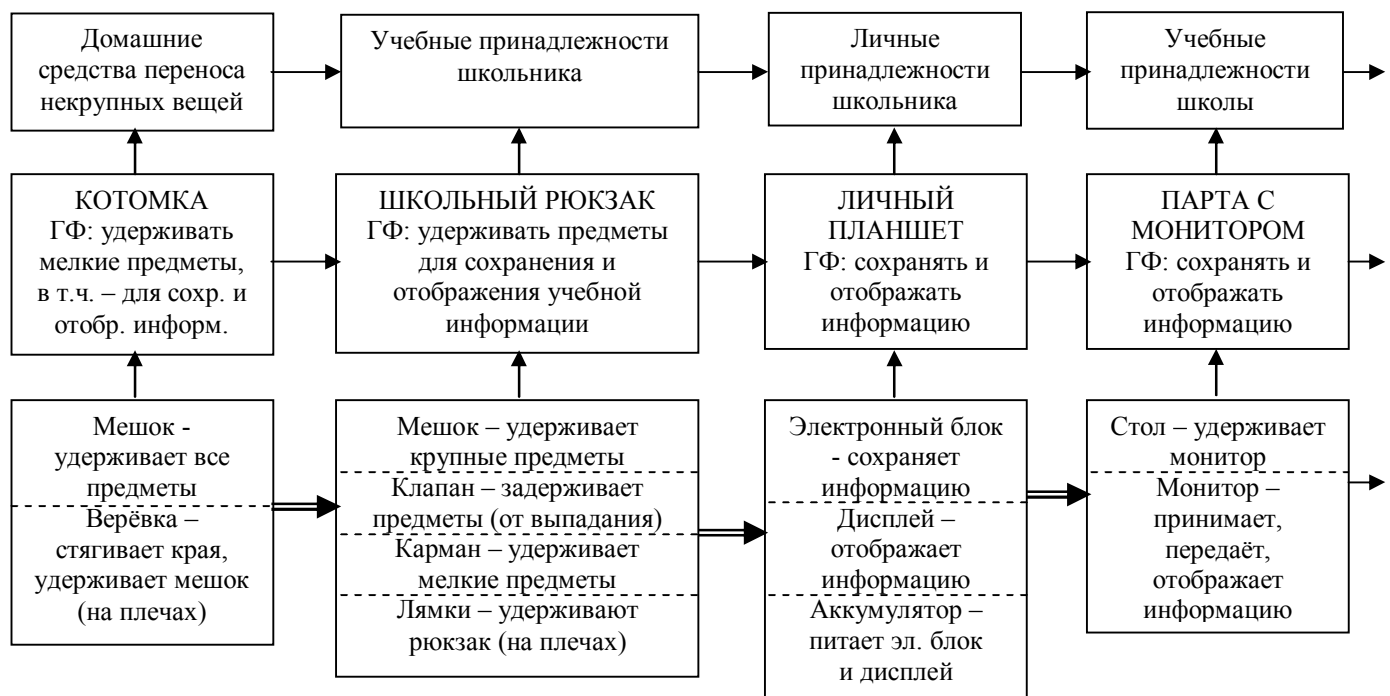 Домашние
средства переноса
некрупных вещей
Учебные принадлежности
школьника
Личные
принадлежности
школьника
Учебные
принадлежности
школы
КОТОМКА
ГФ: удерживать
мелкие предметы,
в т.ч. – для сохр. и
отобр. информ.
ШКОЛЬНЫЙ РЮКЗАК
ГФ: удерживать предметы
для сохранения и
отображения учебной
информации
ЛИЧНЫЙ
ПЛАНШЕТ
ГФ: сохранять и
отображать
информацию
ПАРТА С
МОНИТОРОМ
ГФ: сохранять и
отображать
информацию
Мешок -
удерживает все
предметы
Верёвка –
стягивает края,
удерживает мешок
(на плечах)
Мешок – удерживает
крупные предметы
Клапан – задерживает
предметы (от выпадания)
Карман – удерживает
мелкие предметы
Лямки – удерживают
рюкзак (на плечах)
Электронный блок
- сохраняет
информацию
Дисплей –
отображает
информацию
Аккумулятор –
питает эл. блок
и дисплей
Стол – удерживает
монитор
Монитор –
принимает,
передаёт,
отображает
информацию